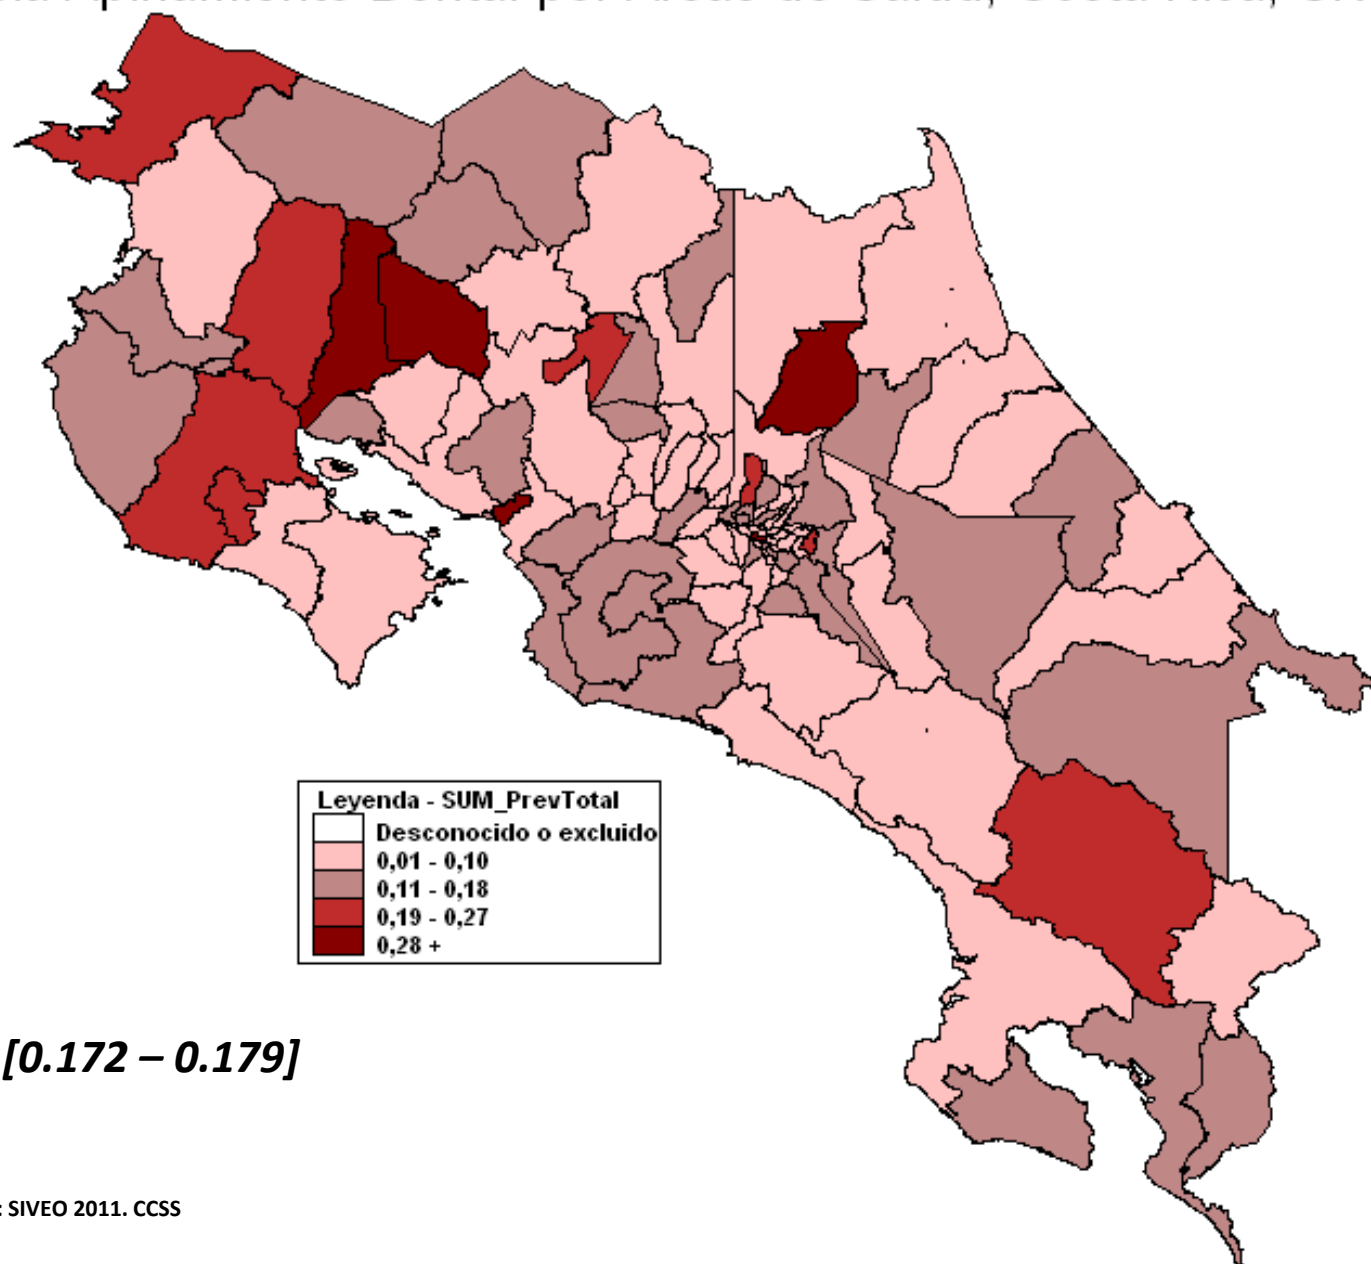 Leyenda - SUM_PrevTotal
Desconocido o excluido
0,01 - 0,10
0,11 - 0,18
0,19 - 0,27
0,28 +
[0.172 – 0.179]
: SIVEO 2011. CCSS